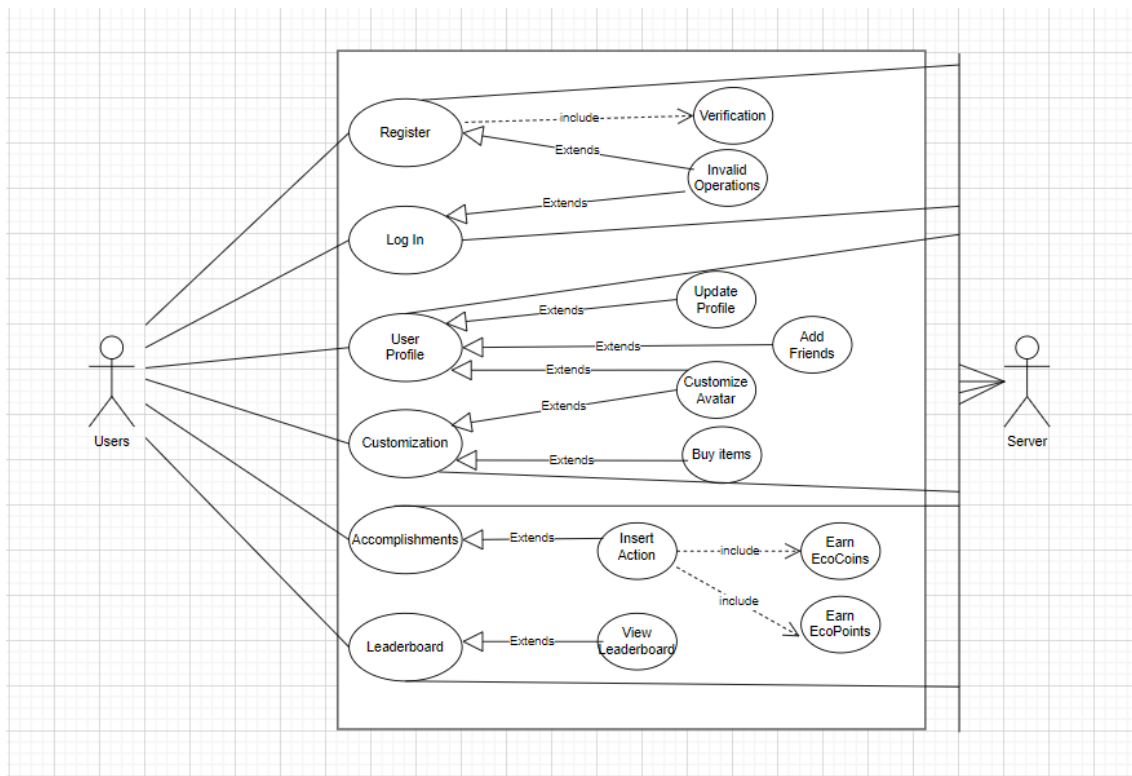 Register
include
Verification
Extends
Invalid
Operations
Extends
Log In
Update
Profile
Extends
User
Profile
Extends
Add
Friends
Extends
Customize
Avatar
Extends
Customization
Extends
Buy items
Users
Server
Accomplishments
Extends
Insert
Action
include
Earn
EcoCoins
include
Earn
EcoPoints
Leaderboard
Extends
View
Leaderboard